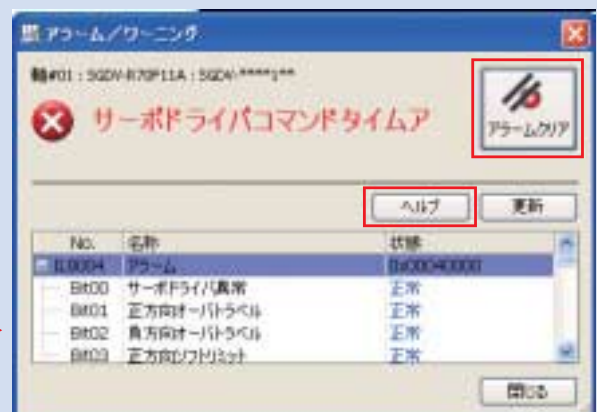 アラーム/ワーニング
軸#01 : SGDV-R70F11A : SGDV-****1**
サーボドライバコマンドタイムア
アラームクリア
ヘルプ 更新
No. 名称 状態
IL0004 アラーム 0x00040000
Bit00 サーボドライバ異常 正常
Bit01 正方向オーバトラベル 正常
Bit02 負方向オーバトラベル 正常
Bit03 正方向ソフトリミット 正常
閉じる